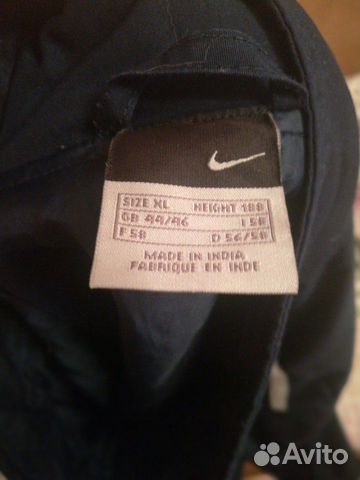 SIZE XL HEIGHT 188
GB 44/46 I 58
F 58 D 56/58
MADE IN INDIA
FABRIQUE EN INDE
Avito